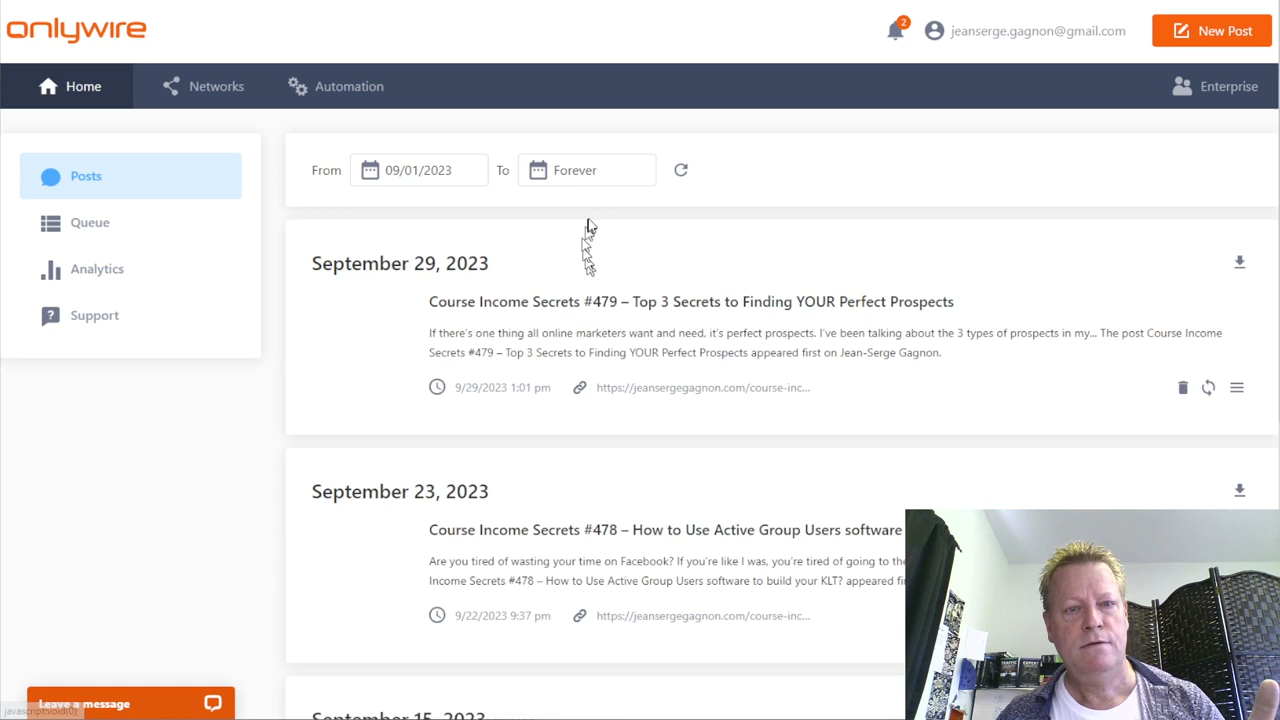 onlywire
2
jeanserge.gagnon@gmail.com
New Post
Home
Networks
Automation
Enterprise
Posts
Queue
Analytics
Support
From
09/01/2023
To
Forever
September 29, 2023
Course Income Secrets #479 – Top 3 Secrets to Finding YOUR Perfect Prospects
If there's one thing all online marketers want and need, it's perfect prospects. I've been talking about the 3 types of prospects in my... The post Course Income
Secrets #479 – Top 3 Secrets to Finding YOUR Perfect Prospects appeared first on Jean-Serge Gagnon.
9/29/2023 1:01 pm
https://jeansergegagnon.com/course-inc...
September 23, 2023
Course Income Secrets #478 – How to Use Active Group Users software
Are you tired of wasting your time on Facebook? If you're like I was, you're tired of going to the
Income Secrets #478 – How to Use Active Group Users software to build your KLT? appeared
9/22/2023 9:37 pm
https://jeansergegagnon.com/course-inc...
September 15, 2023
Leave a message
javascript:void(0);
TRAFFIC
EXPERT